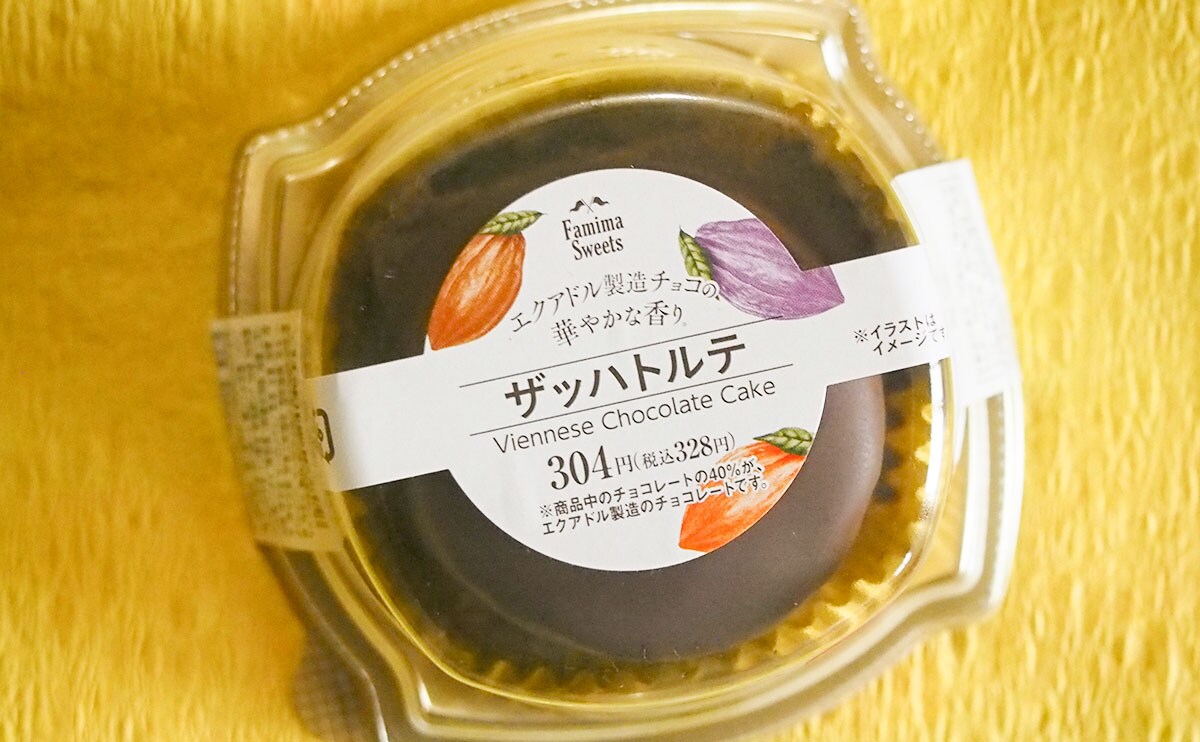 Famima
Sweets
エクアドル製造チョコの、
華やかな香り。
ザッハトルテ
Viennese Chocolate Cake
304円(税込328円)
※商品中のチョコレートの40%が、
エクアドル製造のチョコレートです。
※イラストは
イメージです